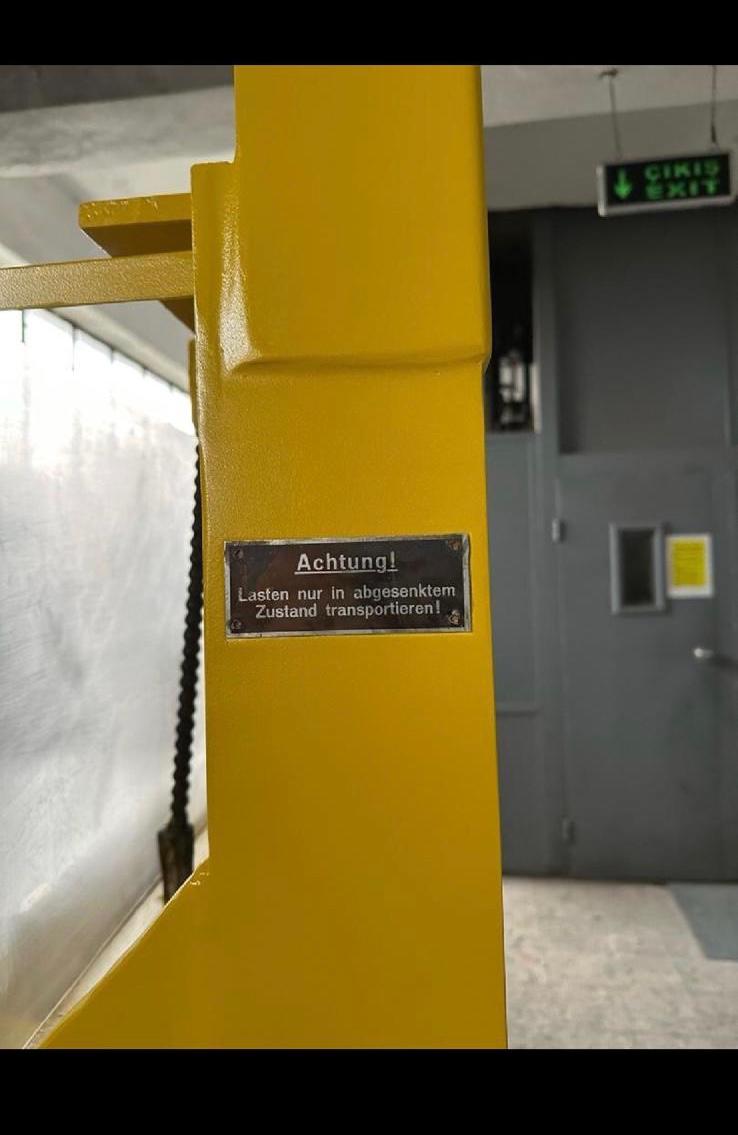 ÇIKIŞ
EXIT
Achtung!
Lasten nur in abgesenktem
Zustand transportieren!